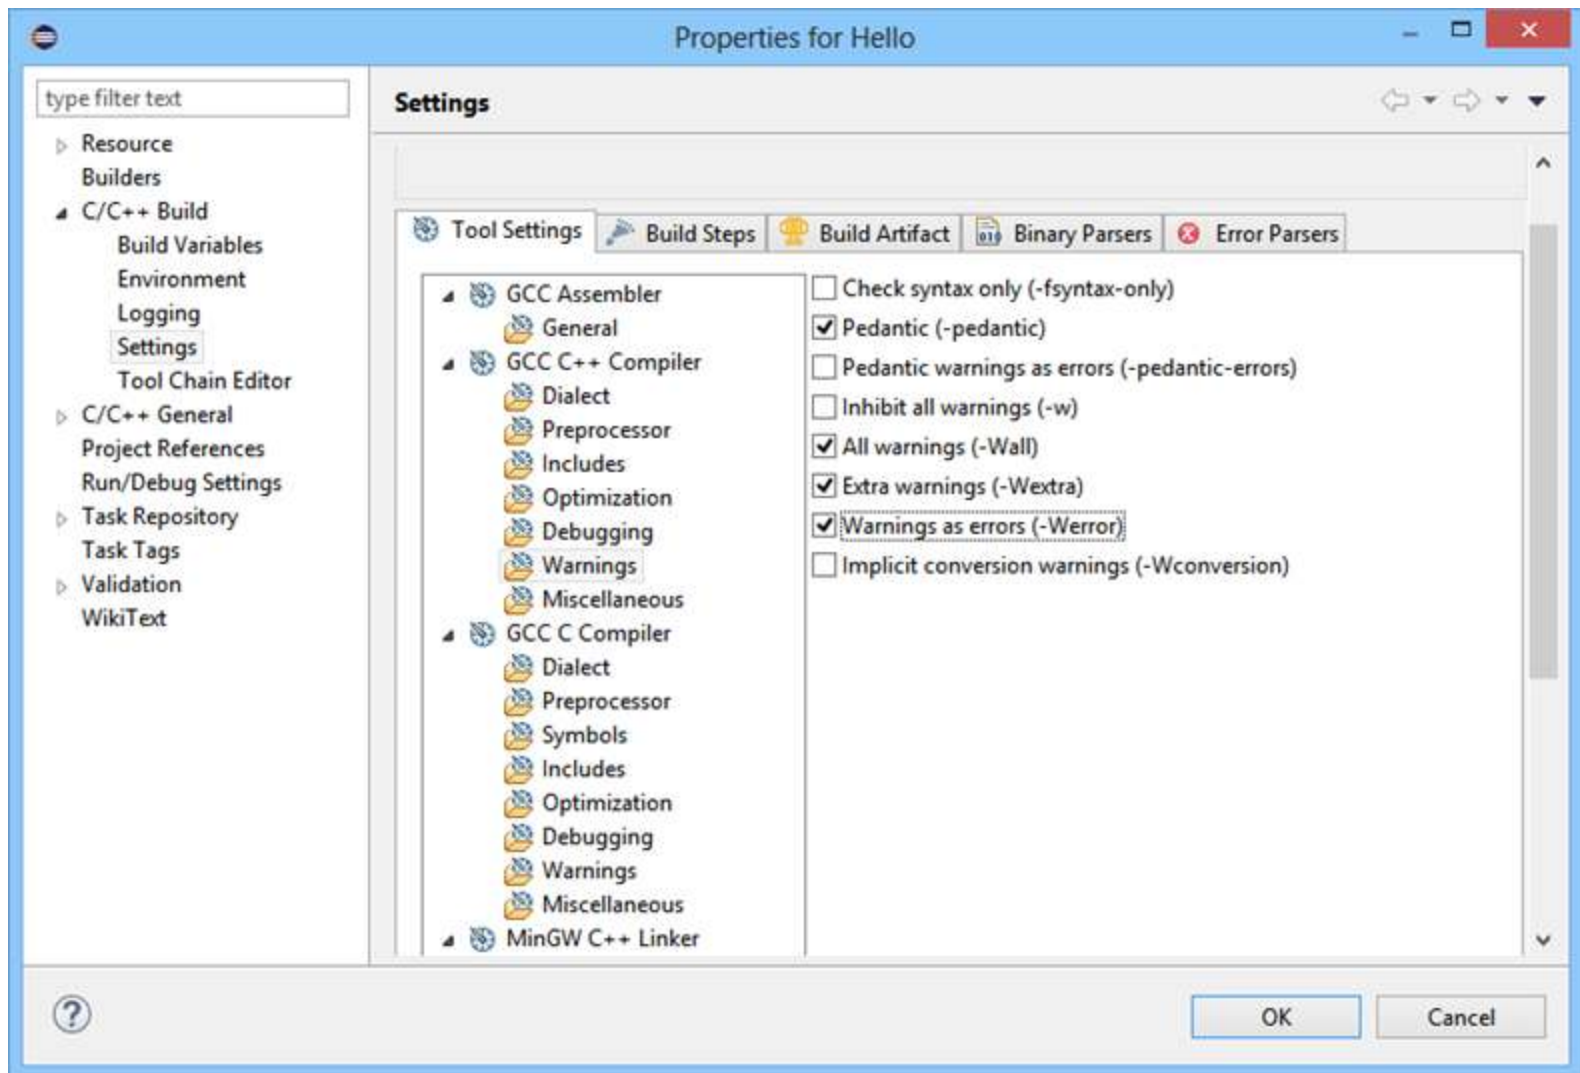 Properties for Hello
type filter text
Resource
Builders
C/C++ Build
Build Variables
Environment
Logging
Settings
Tool Chain Editor
C/C++ General
Project References
Run/Debug Settings
Task Repository
Task Tags
Validation
WikiText
Settings
Tool Settings
Build Steps
Build Artifact
010
Binary Parsers
Error Parsers
GCC Assembler
General
GCC C++ Compiler
Dialect
Preprocessor
Includes
Optimization
Debugging
Warnings
Miscellaneous
GCC C Compiler
Dialect
Preprocessor
Symbols
Includes
Optimization
Debugging
Warnings
Miscellaneous
MinGW C++ Linker
Check syntax only (-fsyntax-only)
Pedantic (-pedantic)
Pedantic warnings as errors (-pedantic-errors)
Inhibit all warnings (-w)
All warnings (-Wall)
Extra warnings (-Wextra)
Warnings as errors (-Werror)
Implicit conversion warnings (-Wconversion)
?
OK
Cancel